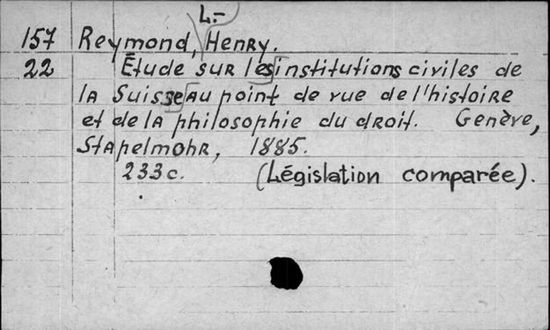 L.-
157 Reymond, Henry.
22 Étude sur les institutions civiles de
la Suisse au point de vue de l'histoire
et de la philosophie du droit. Genève,
Stapelmohr, 1885.
233 c. (Législation comparée).